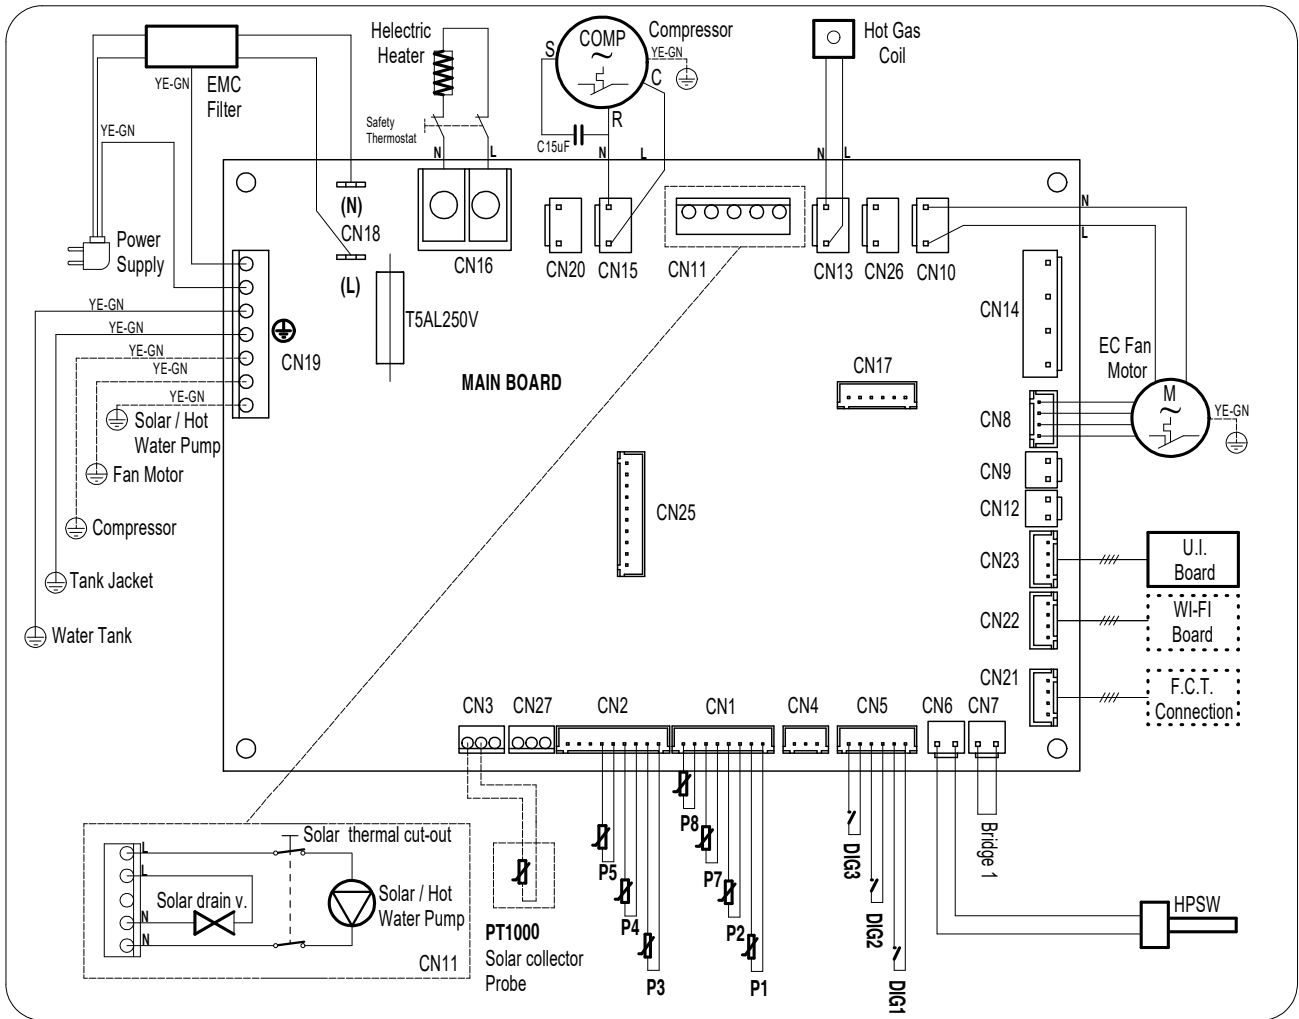 Helectric
Heater
COMP
~
S
C
R
Compressor
YE-GN
Hot Gas
Coil
EMC
Filter
YE-GN
YE-GN
Safety
Thermostat
C15uF
N
L
N
L
N
L
N
L
(N)
CN18
(L)
Power
Supply
CN16
CN20
CN15
CN11
CN13
CN26
CN10
T5AL250V
CN19
YE-GN
YE-GN
YE-GN
YE-GN
YE-GN
Solar / Hot
Water Pump
Fan Motor
Compressor
Tank Jacket
Water Tank
MAIN BOARD
CN17
CN14
EC Fan
Motor
M
~
YE-GN
CN8
CN9
CN12
CN25
CN23
U.I.
Board
CN22
WI-FI
Board
CN21
F.C.T.
Connection
CN3
CN27
CN2
CN1
CN4
CN5
CN6
CN7
P8
P5
P7
P4
P2
P3
P1
DIG3
DIG2
DIG1
Bridge 1
HPSW
PT1000
Solar collector
Probe
Solar thermal cut-out
L
L
Solar drain v.
N
N
Solar / Hot
Water Pump
CN11